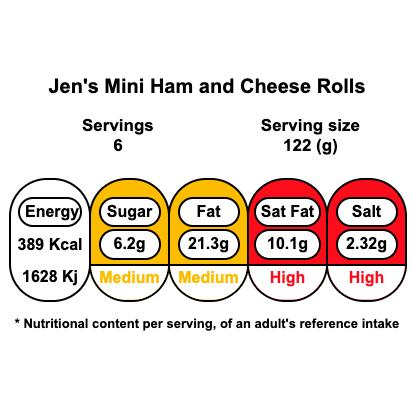 Jen's Mini Ham and Cheese Rolls
Servings
6
Serving size
122 (g)
Energy
389 Kcal
1628 Kj
Sugar
6.2g
Medium
Fat
21.3g
Medium
Sat Fat
10.1g
High
Salt
2.32g
High
* Nutritional content per serving, of an adult's reference intake